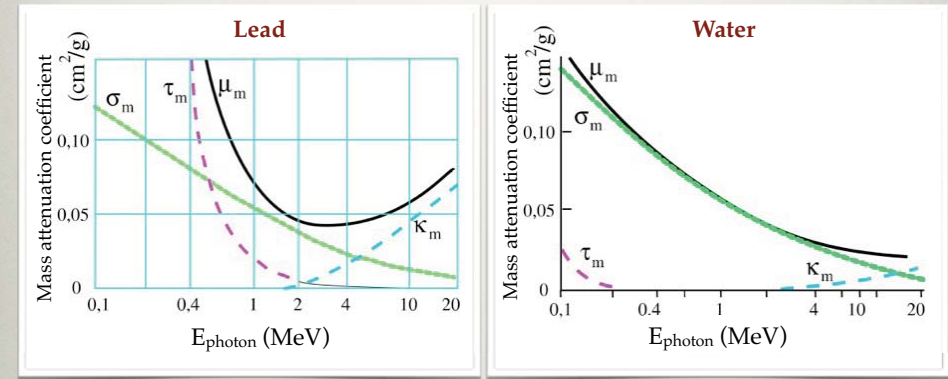 Lead
Mass attenuation coefficient
(cm²/g)
τₘ
μₘ
σₘ
κₘ
0,10
0,05
0
0,1
0,4
1
2
4
10
20
Ephoton (MeV)
Water
Mass attenuation coefficient
(cm²/g)
μₘ
σₘ
τₘ
κₘ
0,10
0,05
0
0,1
0.4
1
4
10
20
Ephoton (MeV)